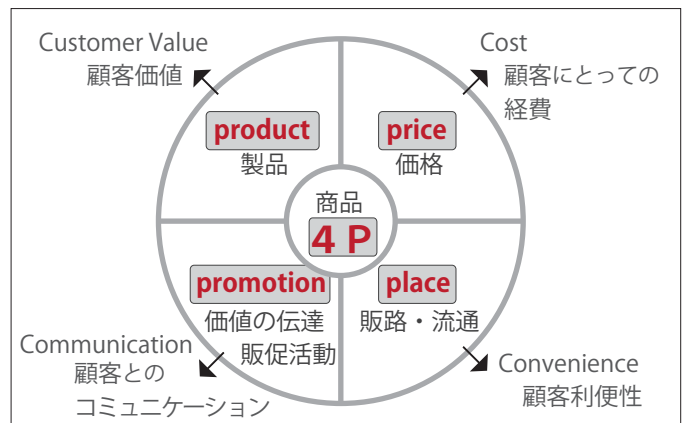 Customer Value
顧客価値
Cost
顧客にとっての
経費
product
製品
price
価格
商品
4 P
promotion
価値の伝達
販促活動
place
販路・流通
Communication
顧客との
コミュニケーション
Convenience
顧客利便性